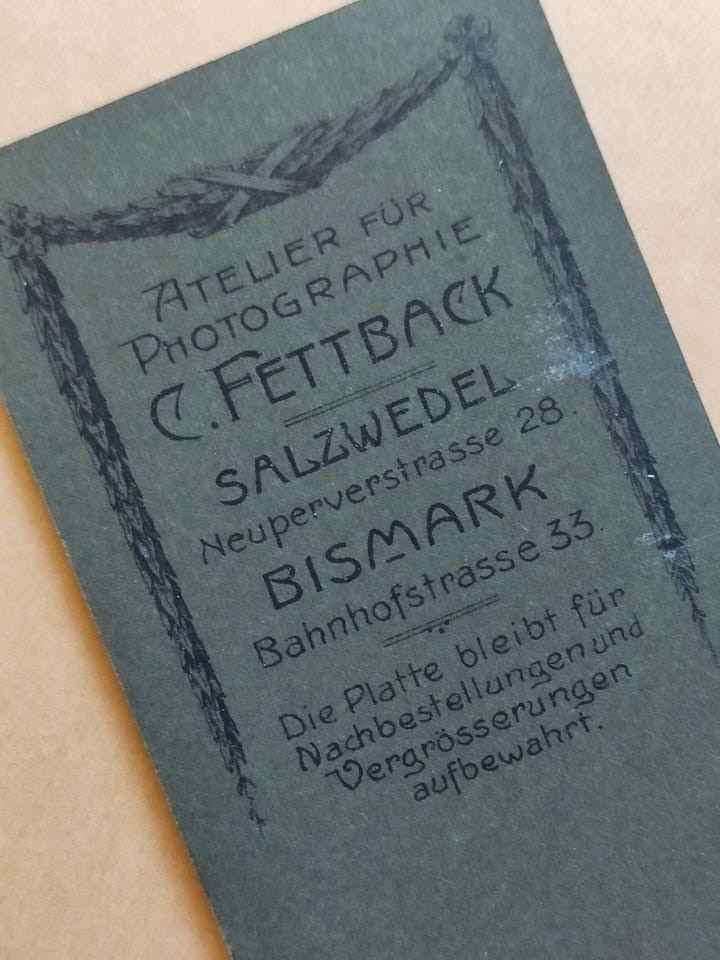 ATELIER FÜR
PHOTOGRAPHIE
C. FETTBACK
SALZWEDEL
Neuperverstrasse 28.
BISMARK
Bahnhofstrasse 33.
Die Platte bleibt für
Nachbestellungen und
Vergrösserungen
aufbewahrt.